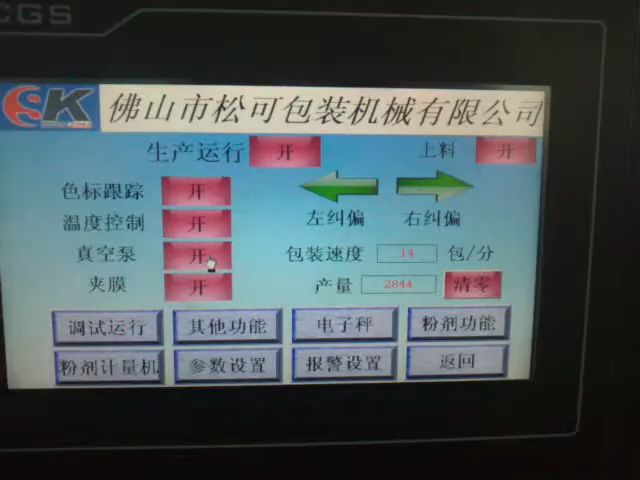 CGS
SK 佛山市松可包装机械有限公司
生产运行 开 上料 开
色标跟踪 开
温度控制 开 左纠偏 右纠偏
真空泵 开 包装速度 14 包/分
夹膜 开 产量 2844 清零
调试运行 其他功能 电子秤 粉剂功能
粉剂计量机 参数设置 报警设置 返回